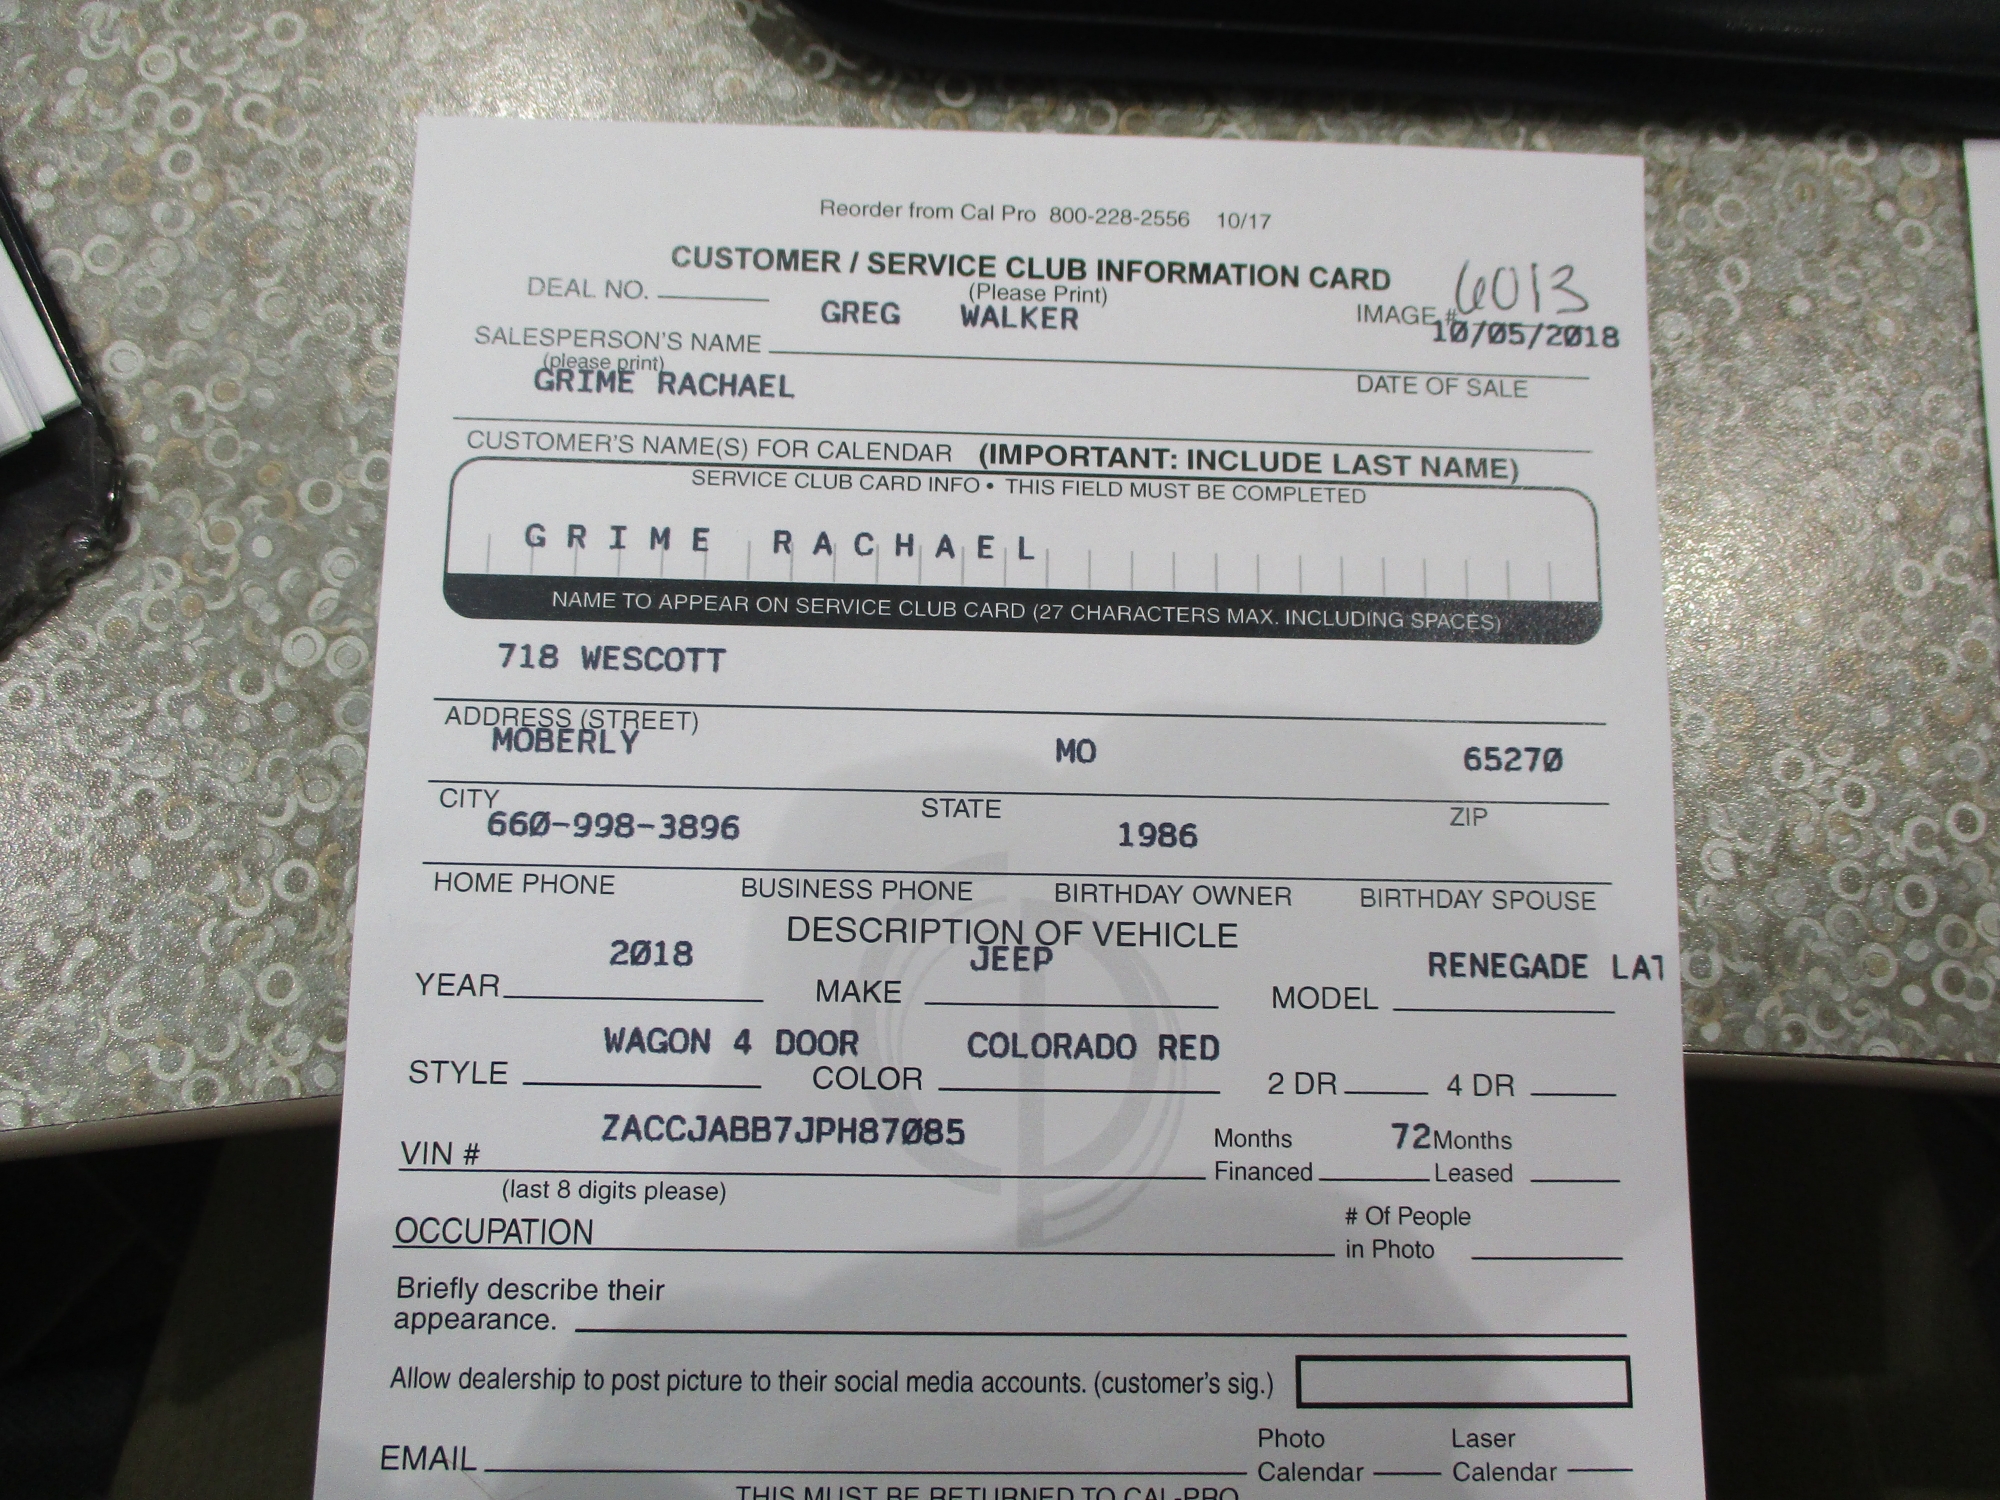 Reorder from Cal Pro 800-228-2556 10/17
CUSTOMER / SERVICE CLUB INFORMATION CARD
(Please Print)
DEAL NO.
IMAGE # 6013
GREG WALKER
10/05/2018
SALESPERSON'S NAME
(please print)
DATE OF SALE
GRIME RACHAEL
CUSTOMER'S NAME(S) FOR CALENDAR (IMPORTANT: INCLUDE LAST NAME)
SERVICE CLUB CARD INFO • THIS FIELD MUST BE COMPLETED
GRIME RACHAEL
NAME TO APPEAR ON SERVICE CLUB CARD (27 CHARACTERS MAX. INCLUDING SPACES)
718 WESCOTT
ADDRESS (STREET)
MOBERLY MO 65270
CITY STATE ZIP
660-998-3896 1986
HOME PHONE BUSINESS PHONE BIRTHDAY OWNER BIRTHDAY SPOUSE
DESCRIPTION OF VEHICLE
2018 JEEP RENEGADE LAT
YEAR MAKE MODEL
WAGON 4 DOOR COLORADO RED
STYLE COLOR 2 DR 4 DR
ZACCJABB7JPH87085
VIN #
(last 8 digits please)
Months Financed 72 Months Leased
OCCUPATION
# Of People
in Photo
Briefly describe their
appearance.
Allow dealership to post picture to their social media accounts. (customer's sig.)
EMAIL
Photo Calendar
Laser Calendar
THIS MUST BE RETURNED TO CAL-PRO